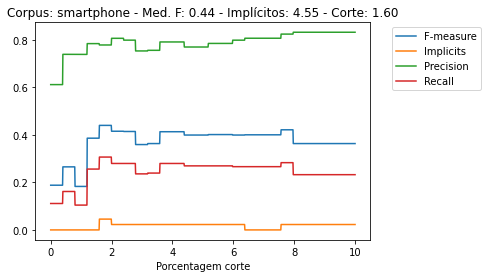 Corpus: smartphone - Med. F: 0.44 - Implícitos: 4.55 - Corte: 1.60
F-measure
Implicits
Precision
Recall
0.8
0.6
0.4
0.2
0.0
0 2 4 6 8 10
Porcentagem corte